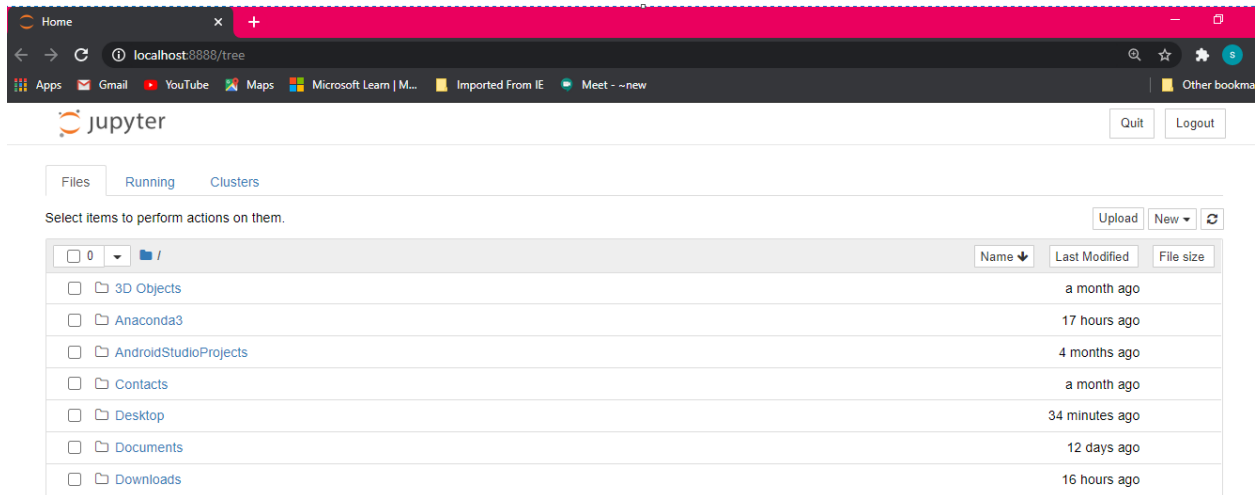 Home
localhost:8888/tree
S
Apps Gmail YouTube Maps Microsoft Learn | M... Imported From IE Meet - ~new Other bookma
jupyter Quit Logout
Files Running Clusters
Select items to perform actions on them. Upload New
0 / Name Last Modified File size
3D Objects a month ago
Anaconda3 17 hours ago
AndroidStudioProjects 4 months ago
Contacts a month ago
Desktop 34 minutes ago
Documents 12 days ago
Downloads 16 hours ago